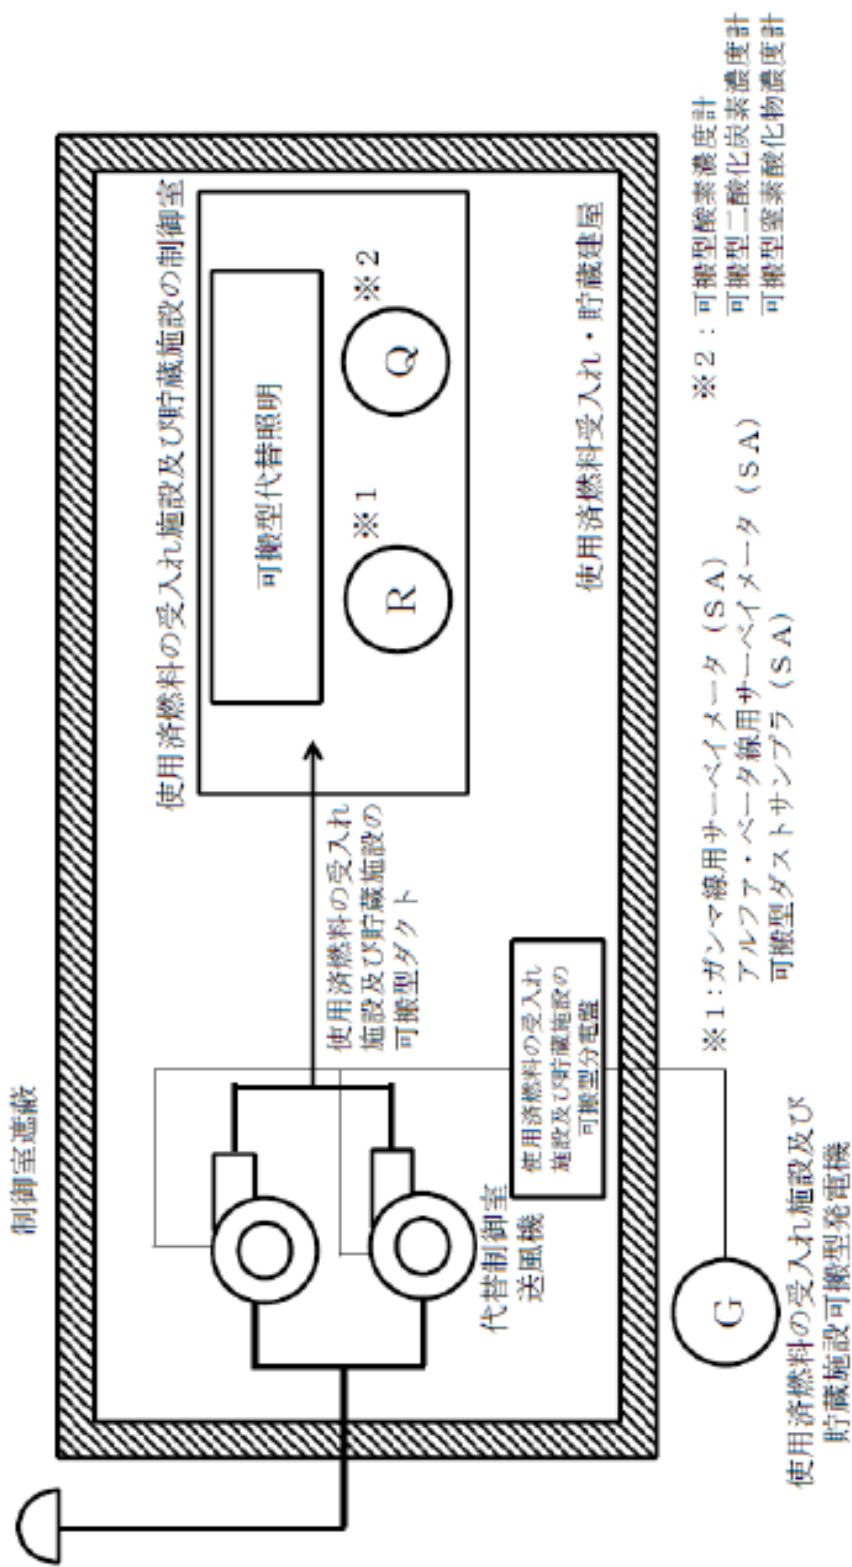 制御室遮蔽
使用済燃料の受入れ施設及び貯蔵施設の制御室
可搬型代替照明
※1
※2
R
Q
使用済燃料の受入れ
施設及び貯蔵施設の
可搬型ダクト
代替制御室
送風機
使用済燃料の受入れ
施設及び貯蔵施設の
可搬型分電盤
使用済燃料受入れ・貯蔵建屋
G
使用済燃料の受入れ施設及び
貯蔵施設可搬型発電機
※1:ガンマ線用サーベイメータ(SA)
アルファ・ベータ線用サーベイメータ(SA)
可搬型ダストサンプラ(SA)
※2:可搬型酸素濃度計
可搬型二酸化炭素濃度計
可搬型窒素酸化物濃度計